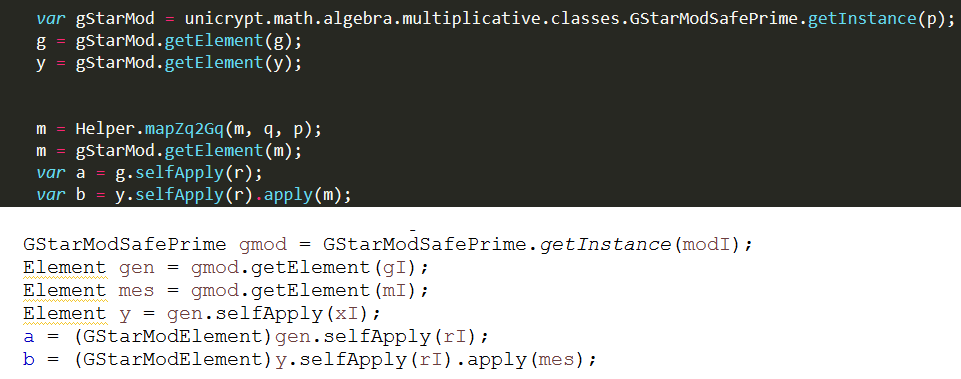 var gStarMod = unicrypt.math.algebra.multiplicative.classes.GStarModSafePrime.getInstance(p);
g = gStarMod.getElement(g);
y = gStarMod.getElement(y);
m = Helper.mapZq2Gq(m, q, p);
m = gStarMod.getElement(m);
var a = g.selfApply(r);
var b = y.selfApply(r).apply(m);
GStarModSafePrime gmod = GStarModSafePrime.getInstance(modI);
Element gen = gmod.getElement(gI);
Element mes = gmod.getElement(mI);
Element y = gen.selfApply(xI);
a = (GStarModElement)gen.selfApply(rI);
b = (GStarModElement)y.selfApply(rI).apply(mes);